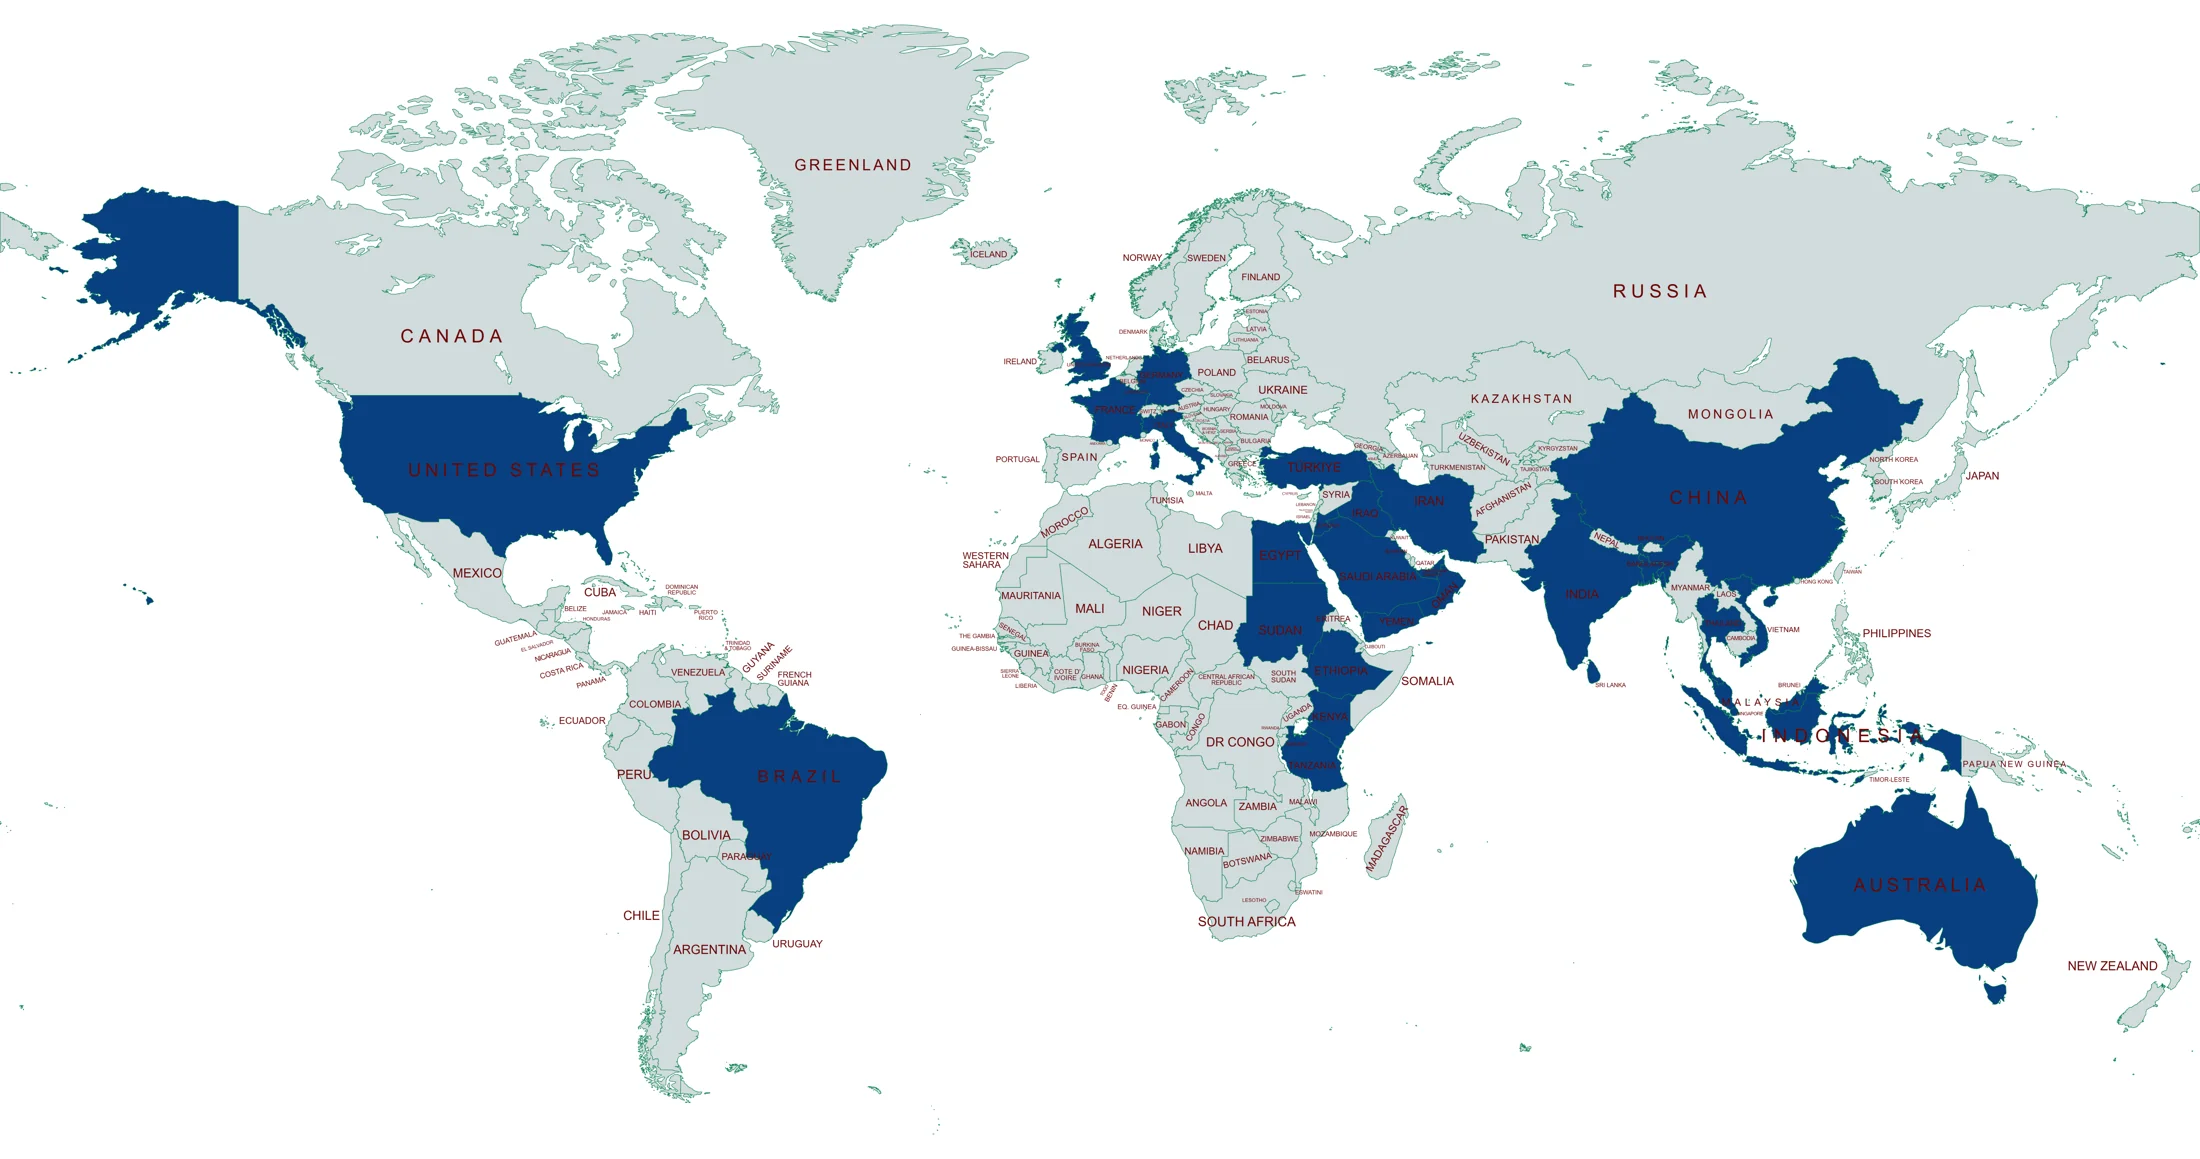 GREENLAND
ICELAND
NORWAY
SWEDEN
FINLAND
RUSSIA
CANADA
ESTONIA
LATVIA
LITHUANIA
DENMARK
IRELAND
NETHERLANDS
BELARUS
POLAND
GERMANY
UKRAINE
CZECHIA
SLOVAKIA
KAZAKHSTAN
MONGOLIA
FRANCE
SWITZ
AUSTRIA
HUNGARY
MOLDOVA
ROMANIA
SERBIA
BULGARIA
GEORGIA
AZERBAIJAN
UZBEKISTAN
KYRGYZSTAN
TURKMENISTAN
TAJIKISTAN
NORTH KOREA
SOUTH KOREA
JAPAN
PORTUGAL
SPAIN
GREECE
TURKIYE
UNITED STATES
CHINA
TUNISIA
MALTA
CYPRUS
SYRIA
LEBANON
ISRAEL
IRAQ
IRAN
AFGHANISTAN
PAKISTAN
NEPAL
MOROCCO
ALGERIA
LIBYA
EGYPT
KUWAIT
QATAR
SAUDI ARABIA
OMAN
YEMEN
WESTERN
SAHARA
MEXICO
CUBA
DOMINICAN
REPUBLIC
HAITI
JAMAICA
PUERTO
RICO
BELIZE
HONDURAS
GUATEMALA
EL SALVADOR
NICARAGUA
COSTA RICA
PANAMA
TRINIDAD
& TOBAGO
MAURITANIA
MALI
NIGER
CHAD
SUDAN
ERITREA
DJIBOUTI
INDIA
MYANMAR
LAOS
HONG KONG
TAIWAN
THAILAND
VIETNAM
CAMBODIA
PHILIPPINES
SENEGAL
THE GAMBIA
GUINEA-BISSAU
GUINEA
SIERRA
LEONE
LIBERIA
COTE D'
IVOIRE
BURKINA
FASO
GHANA
TOGO
BENIN
NIGERIA
CAMEROON
CENTRAL AFRICAN
REPUBLIC
SOUTH
SUDAN
ETHIOPIA
SOMALIA
SRI LANKA
BRUNEI
MALAYSIA
SINGAPORE
INDONESIA
VENEZUELA
GUYANA
SURINAME
FRENCH
GUIANA
COLOMBIA
ECUADOR
EQ. GUINEA
GABON
CONGO
DR CONGO
UGANDA
RWANDA
KENYA
TANZANIA
PAPUA NEW GUINEA
TIMOR-LESTE
PERU
BRAZIL
ANGOLA
ZAMBIA
MALAWI
MOZAMBIQUE
MADAGASCAR
BOLIVIA
PARAGUAY
NAMIBIA
ZIMBABWE
BOTSWANA
ESWATINI
LESOTHO
SOUTH AFRICA
AUSTRALIA
CHILE
ARGENTINA
URUGUAY
NEW ZEALAND